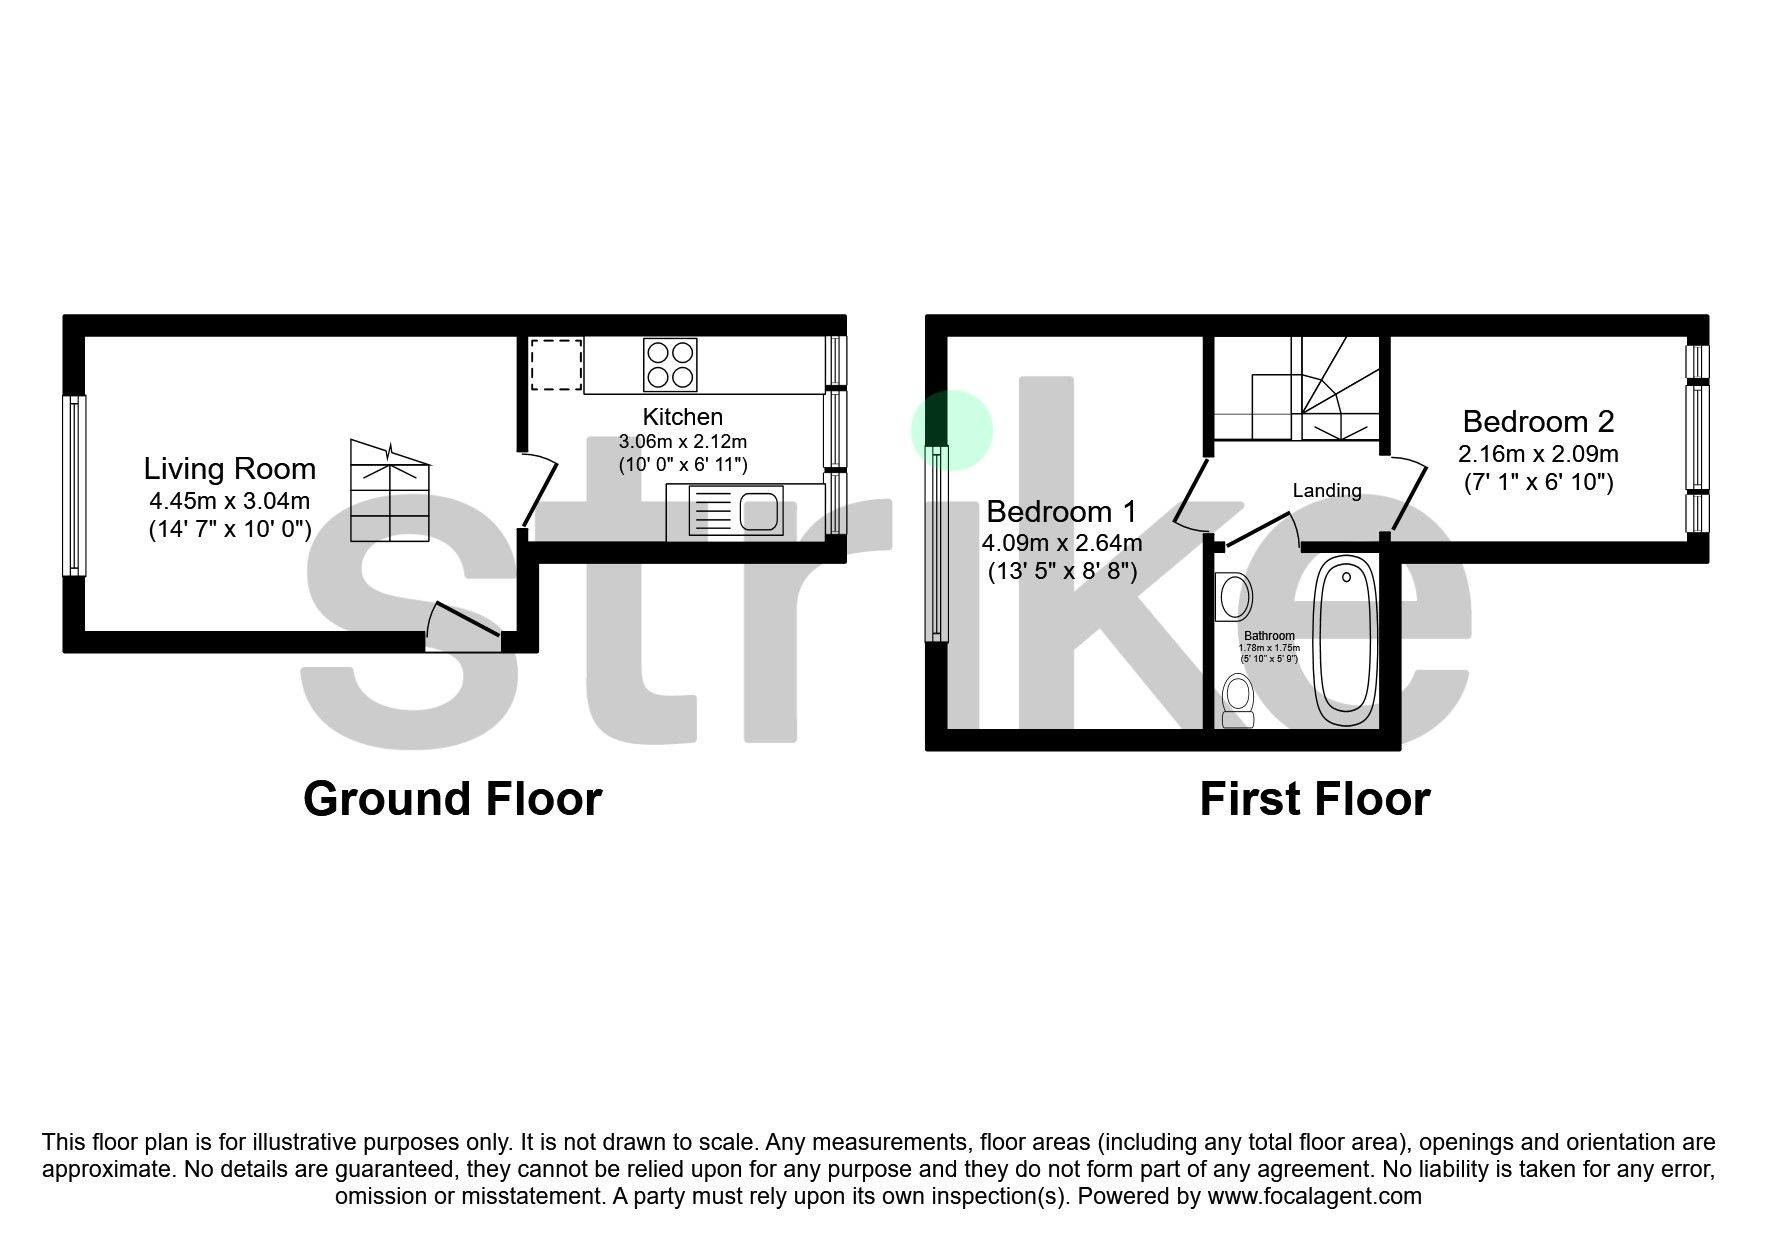 Living Room
4.45m x 3.04m
(14' 7" x 10' 0")
Kitchen
3.06m x 2.12m
(10' 0" x 6' 11")
Bedroom 1
4.09m x 2.64m
(13' 5" x 8' 8")
Landing
Bathroom
1.78m x 1.75m
(5' 10" x 5' 9")
Bedroom 2
2.16m x 2.09m
(7' 1" x 6' 10")
strike
Ground Floor
First Floor
This floor plan is for illustrative purposes only. It is not drawn to scale. Any measurements, floor areas (including any total floor area), openings and orientation are
approximate. No details are guaranteed, they cannot be relied upon for any purpose and they do not form part of any agreement. No liability is taken for any error,
omission or misstatement. A party must rely upon its own inspection(s). Powered by www.focalagent.com